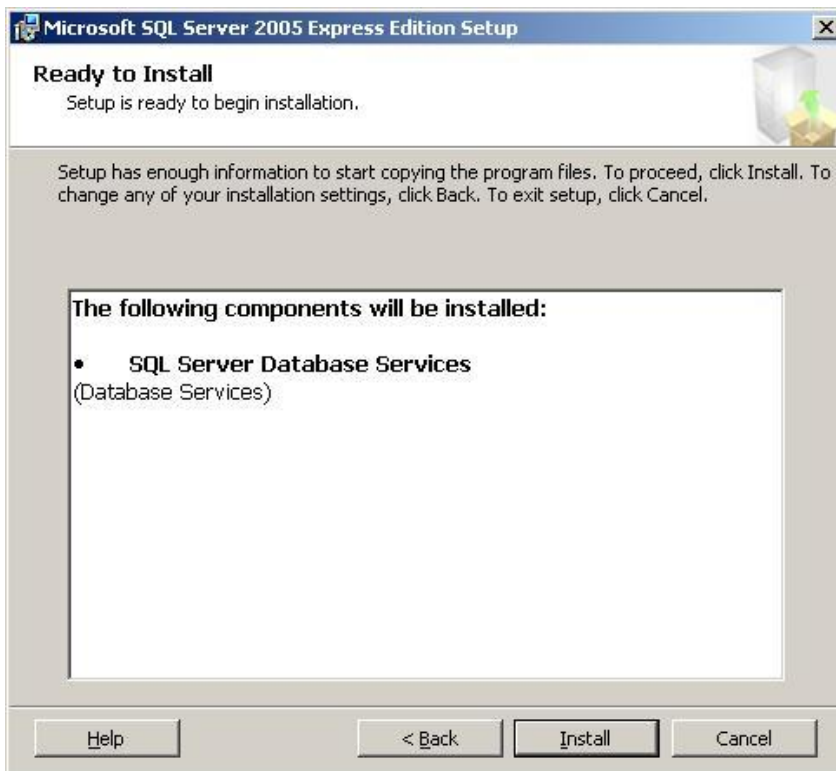 Microsoft SQL Server 2005 Express Edition Setup
Ready to Install
Setup is ready to begin installation.
Setup has enough information to start copying the program files. To proceed, click Install. To
change any of your installation settings, click Back. To exit setup, click Cancel.
The following components will be installed:
• SQL Server Database Services
(Database Services)
Help
< Back
Install
Cancel